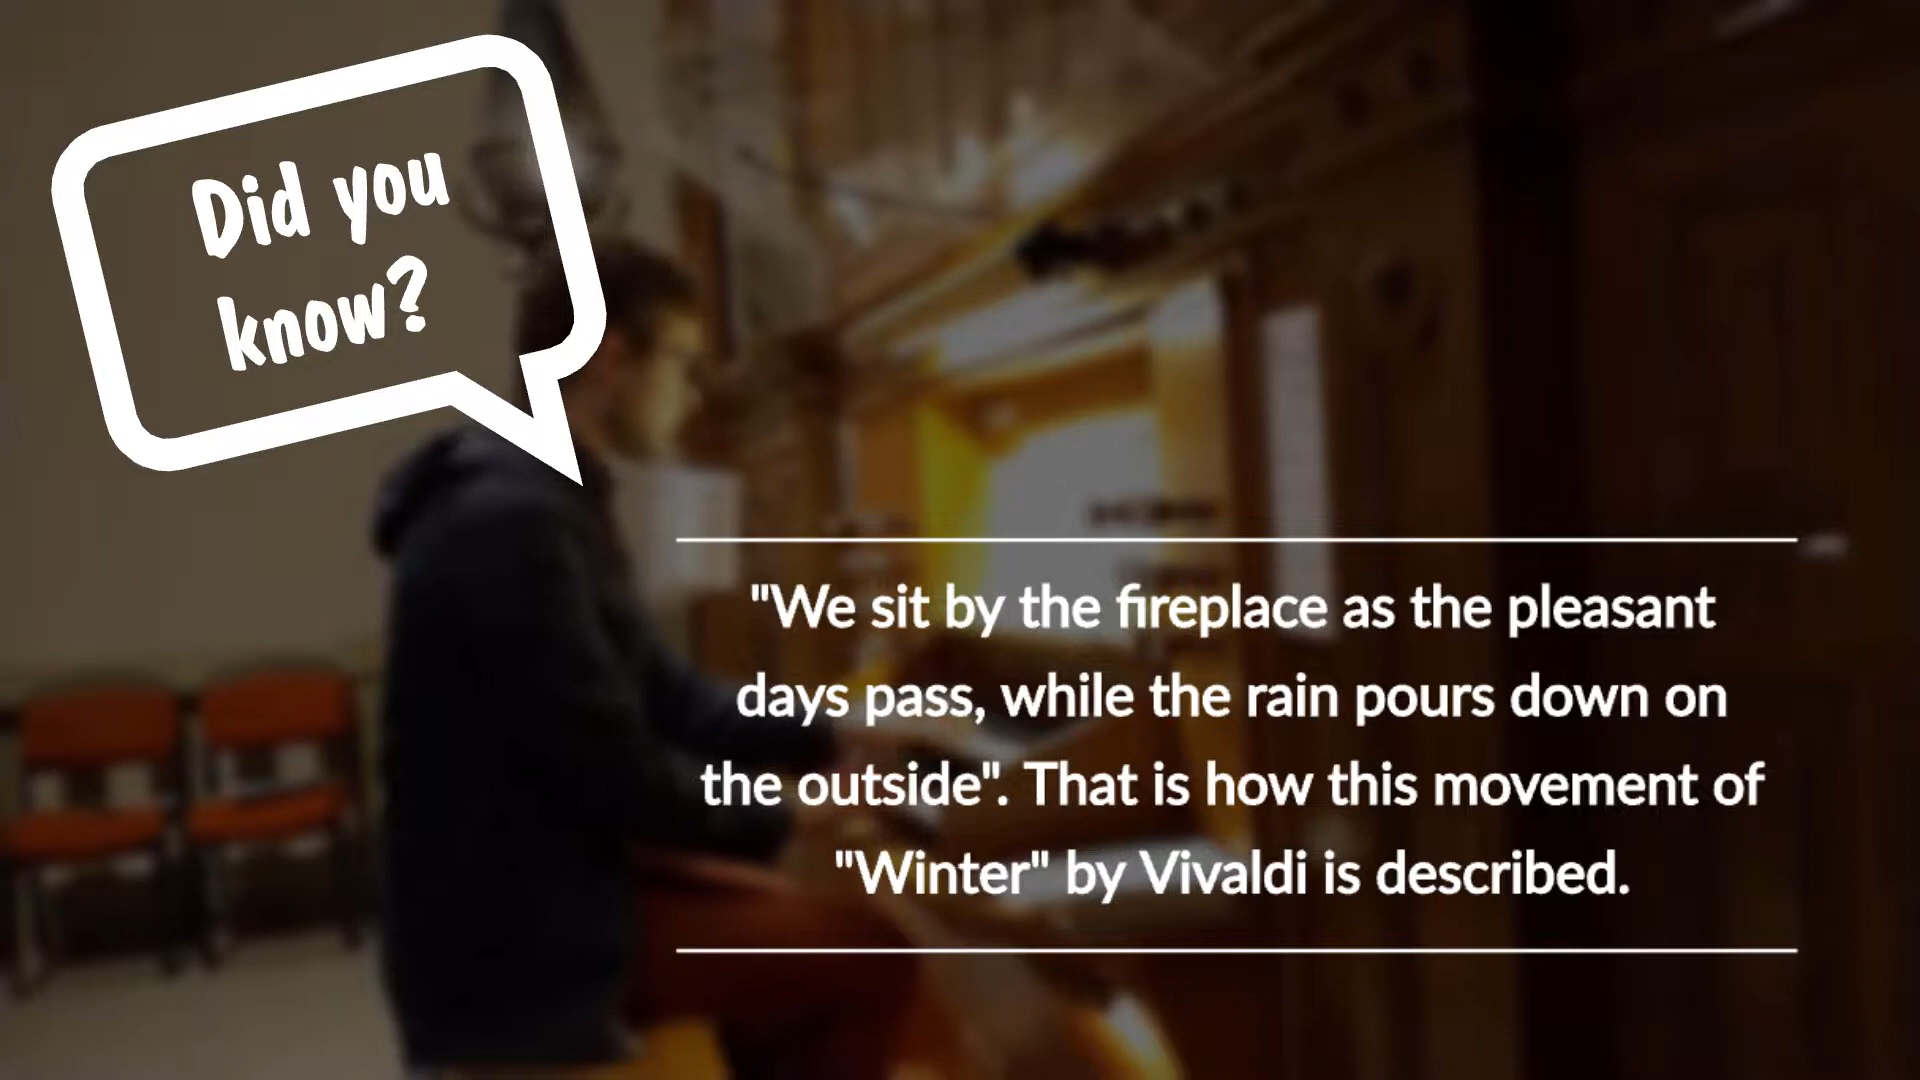 Did you
know?
"We sit by the fireplace as the pleasant
days pass, while the rain pours down on
the outside". That is how this movement of
"Winter" by Vivaldi is described.